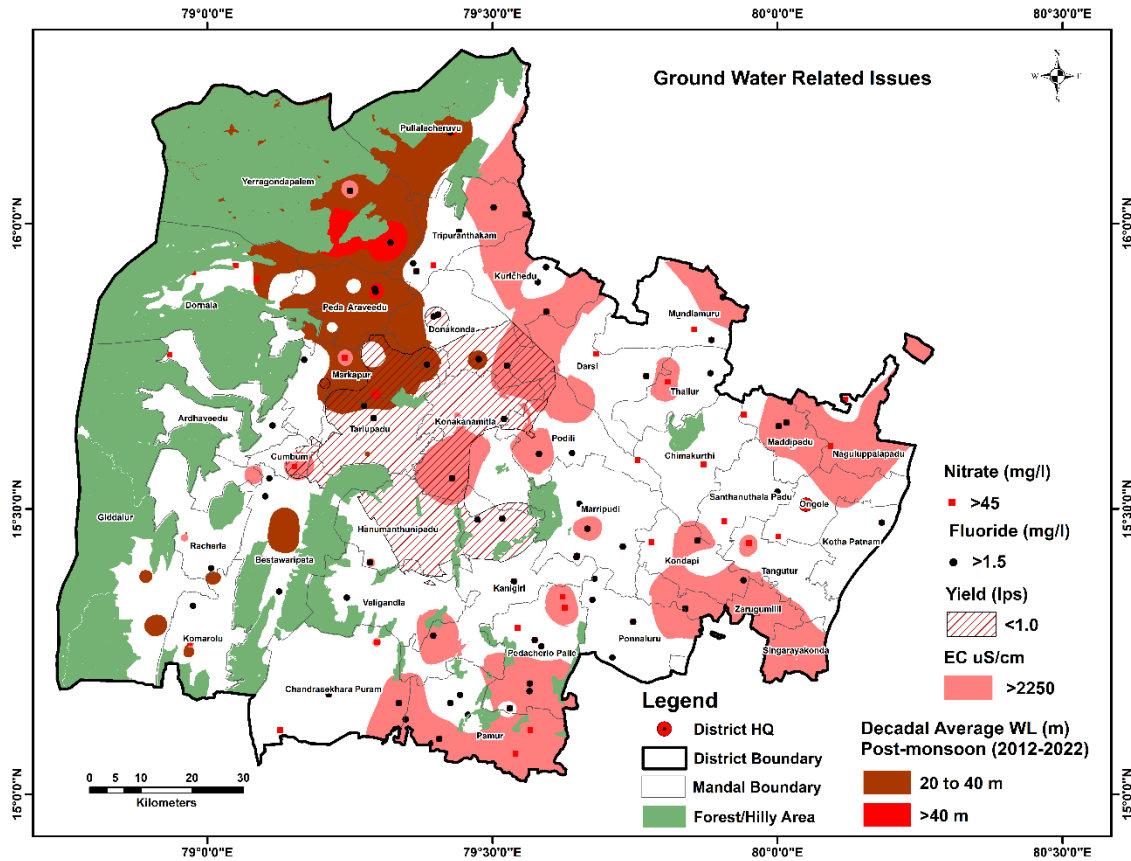 79°0'0"E 79°30'0"E 80°0'0"E
Ground Water Related Issues
N
W E
S
16°0'0"N 16°0'0"N
15°30'0"N 15°30'0"N
15°0'0"N 15°0'0"N
Pullalacheruvu
Yerragondapalem
Tripuranthakam
Kurichedu
Dornala
Peda Araveedu
Donakonda
Mundlamuru
Markapur
Darsi
Thallur
Ardhaveedu
Tarlupadu
Konakanamitla
Podili
Maddipadu
Naguluppalapadu
Cumbum
Chimakurthi
Giddalur
Santhanuthala Padu
Ongole
Hanumanthunipadu
Marripudi
Kotha Patnam
Racherla
Bestawaripeta
Kondapi
Tangutur
Kanigiri
Veligandla
Zarugumilli
Komarolu
Ponnaluru
Pedacherlo Palle
Singarayakonda
Chandrasekhara Puram
Pamur
Nitrate (mg/l)
>45
Fluoride (mg/l)
>1.5
Yield (lps)
<1.0
EC uS/cm
>2250
Legend
District HQ
District Boundary
Mandal Boundary
Forest/Hilly Area
Decadal Average WL (m)
Post-monsoon (2012-2022)
20 to 40 m
>40 m
0 5 10 20 30
Kilometers
79°0'0"E 79°30'0"E 80°0'0"E